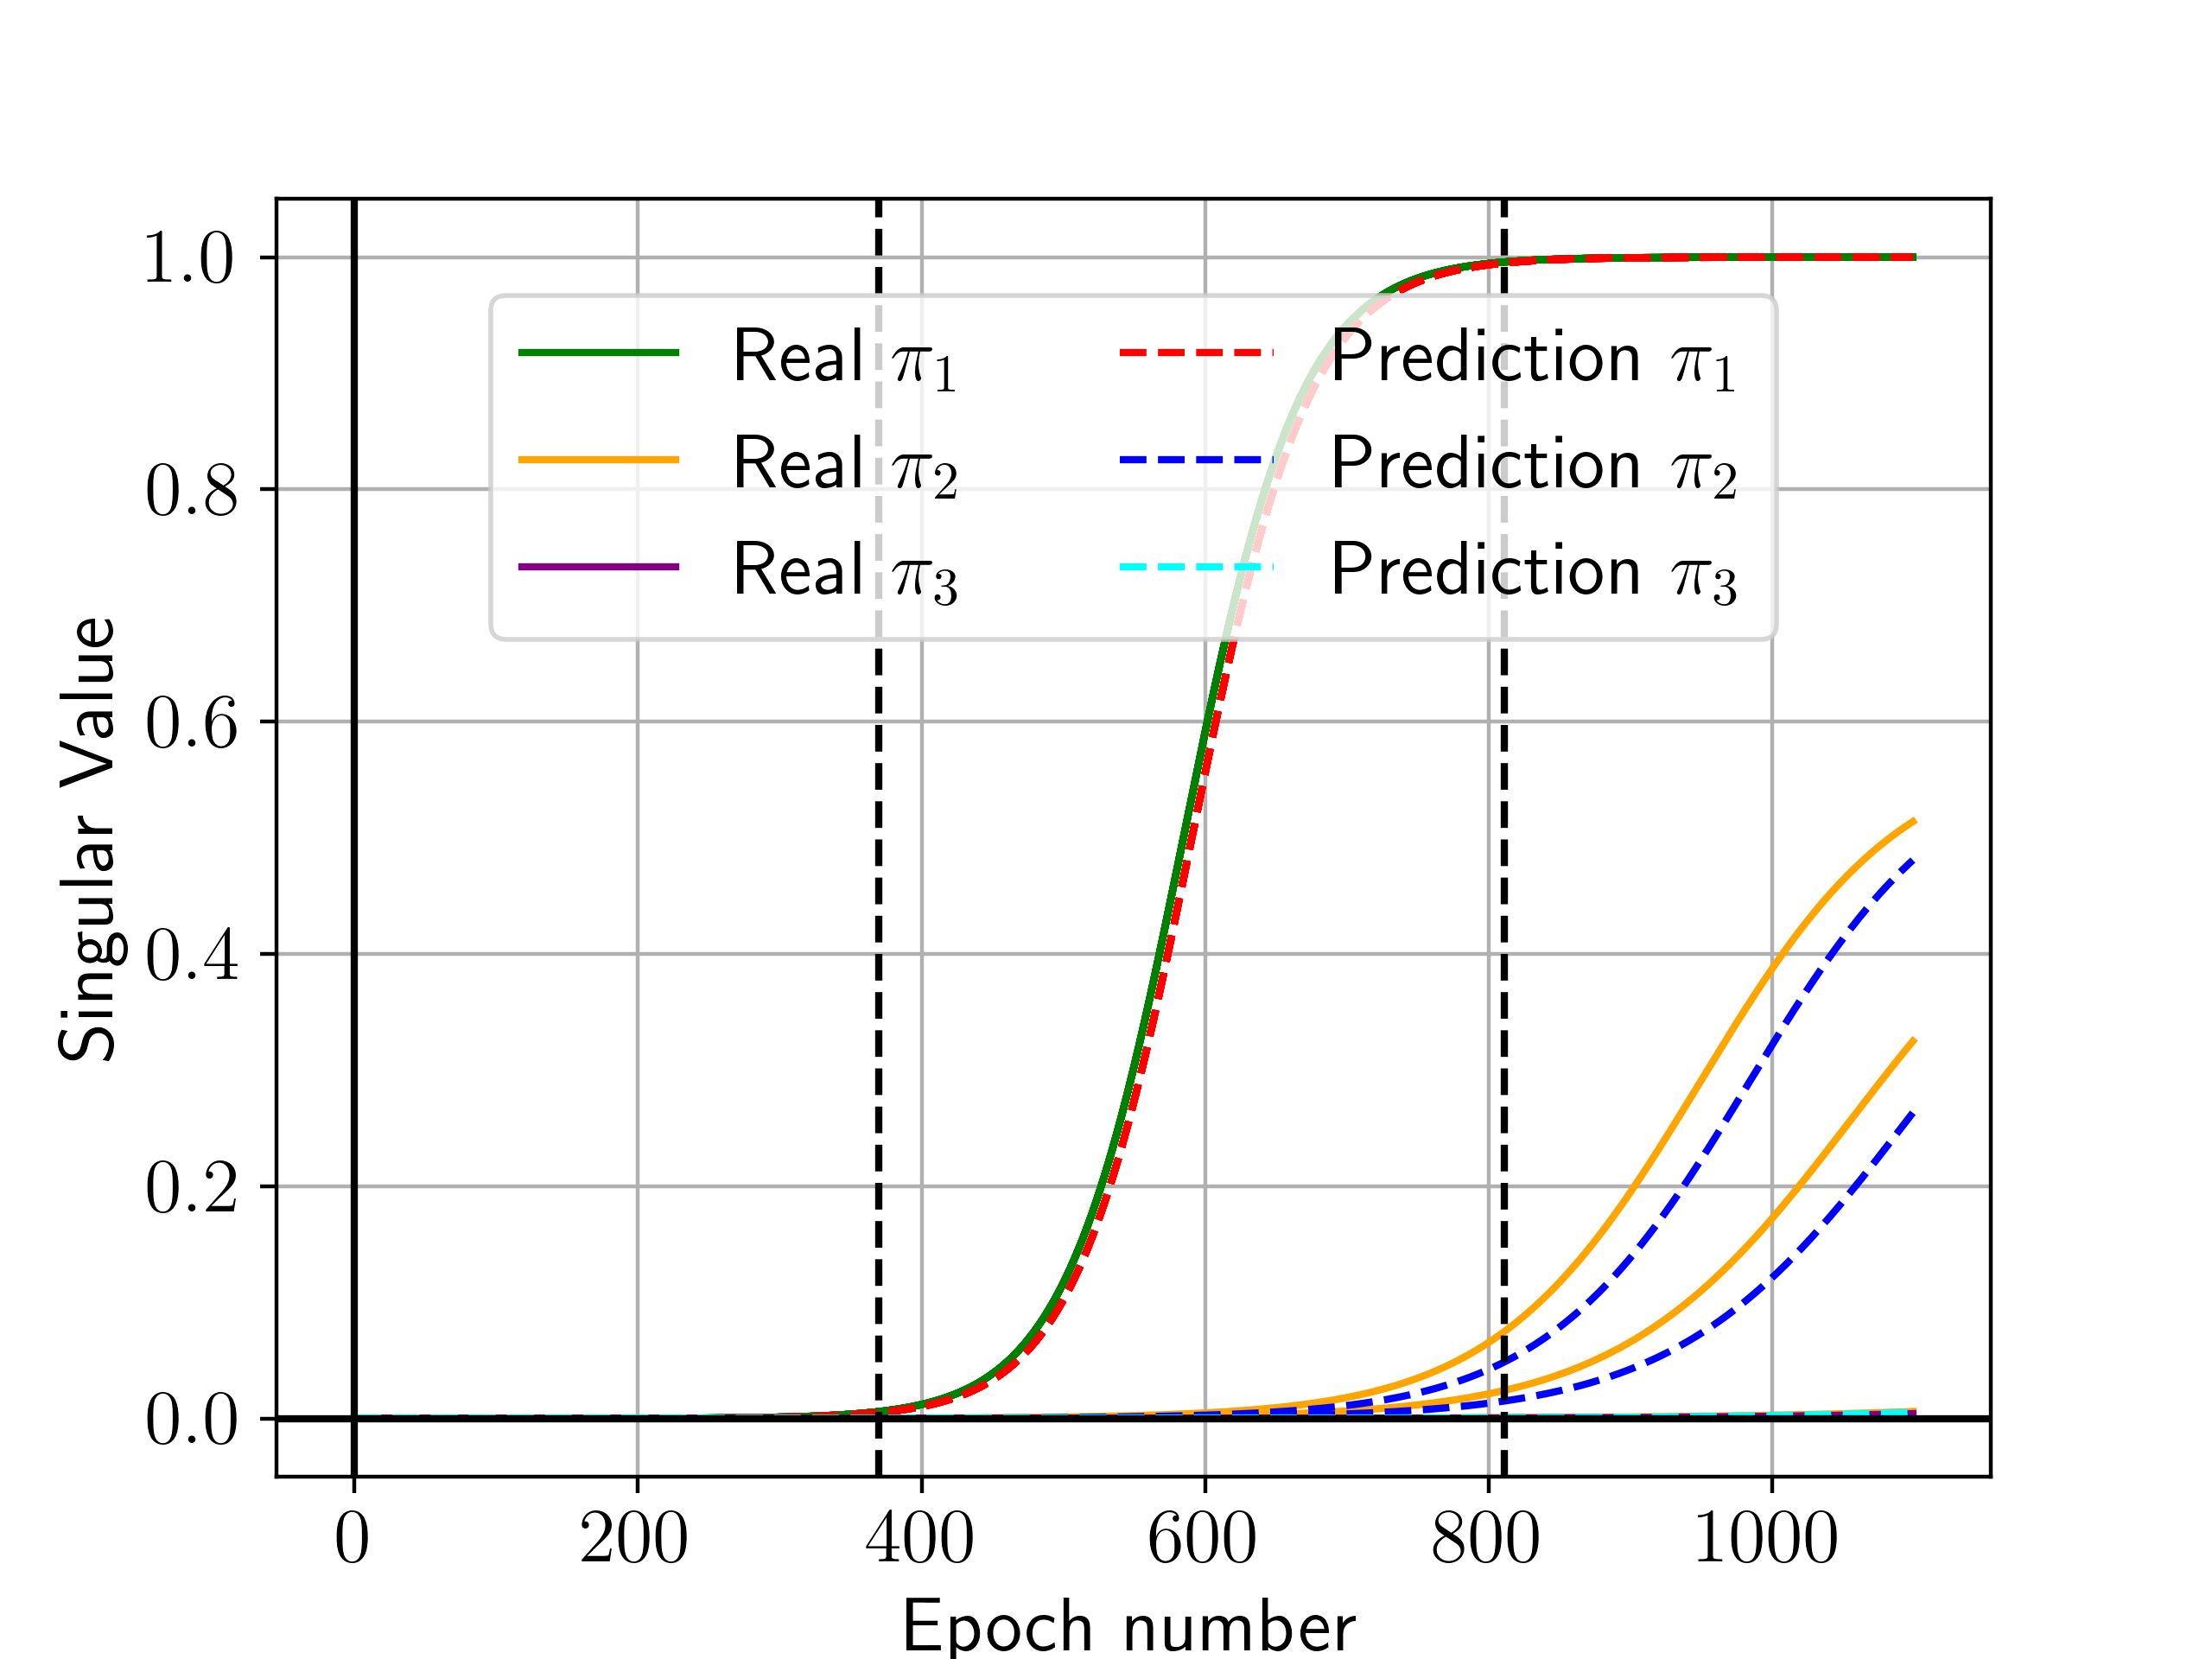 1.0
0.8
0.6
0.4
0.2
0.0
Singular Value
Real π₁ Prediction π₁
Real π₂ Prediction π₂
Real π₃ Prediction π₃
0 200 400 600 800 1000
Epoch number